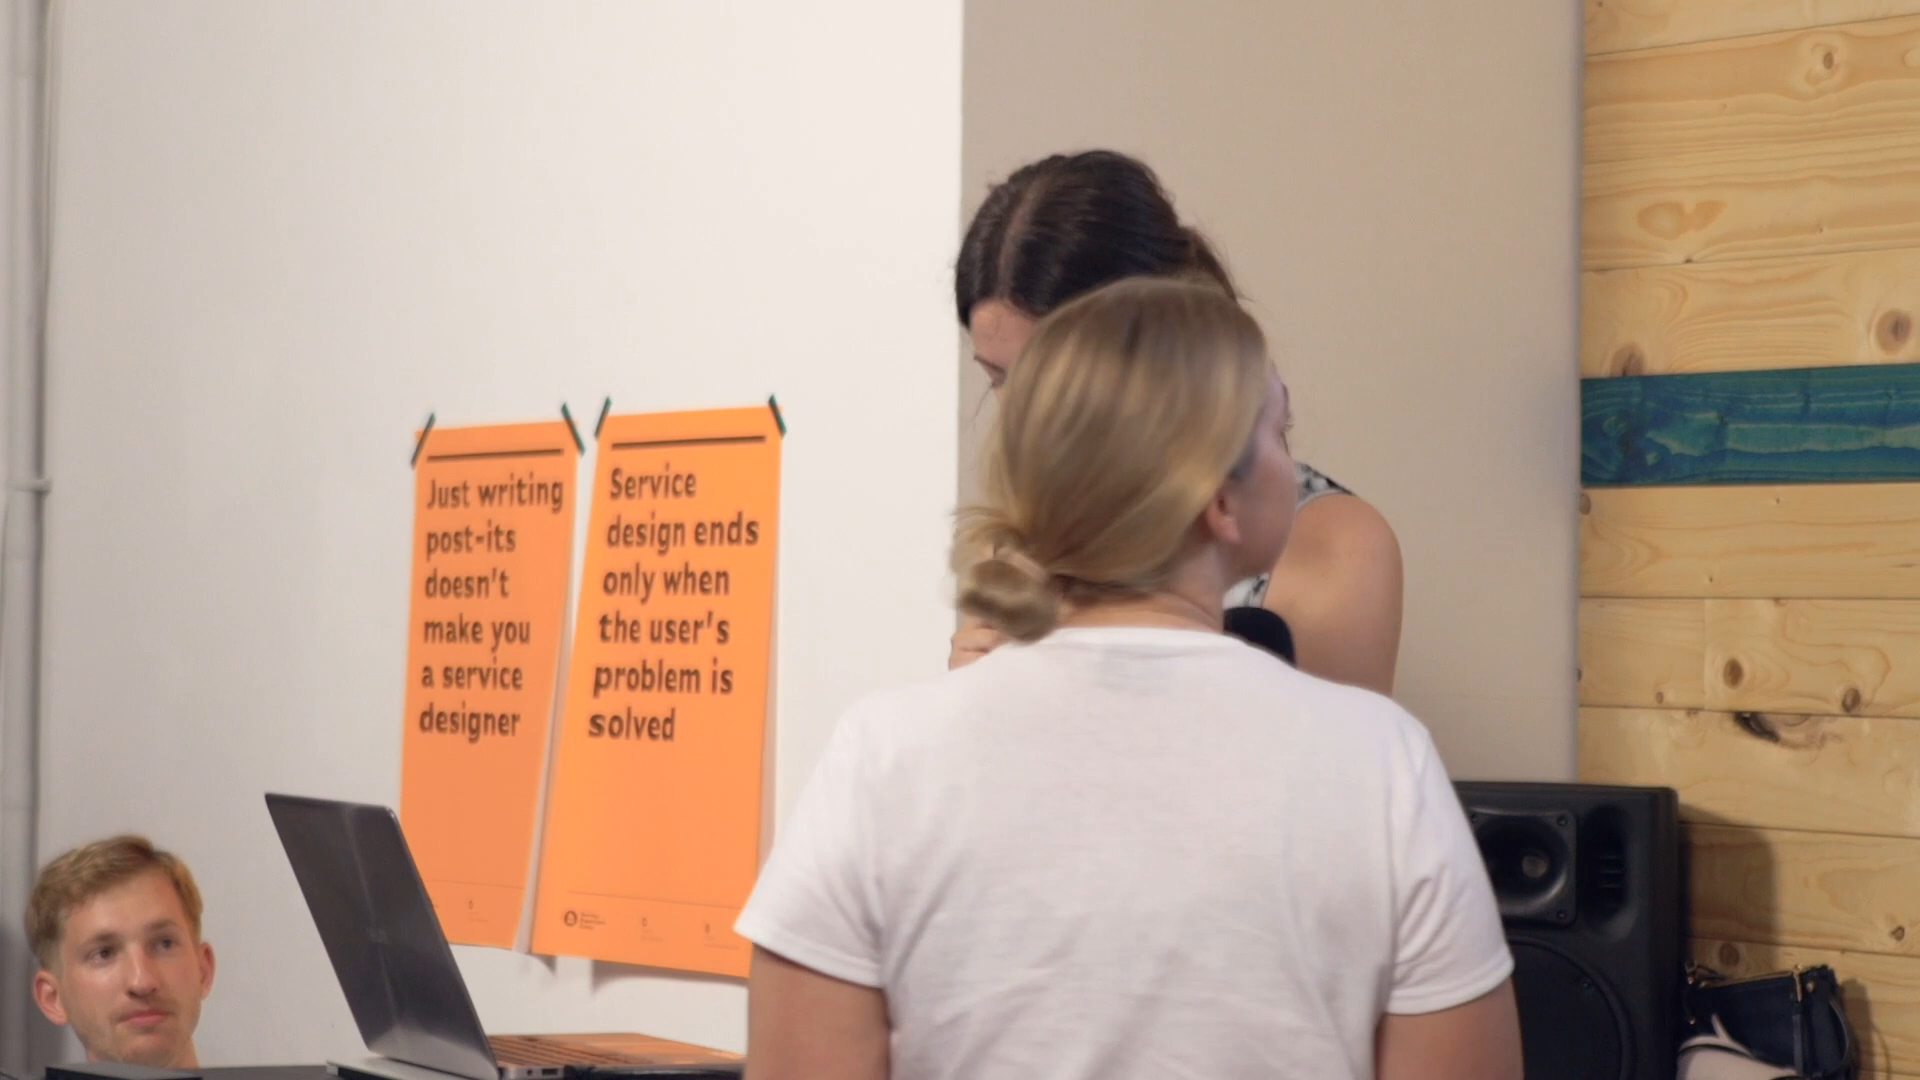 Just writing
post-its
doesn't
make you
a service
designer
Service
design ends
only when
the user's
problem is
solved